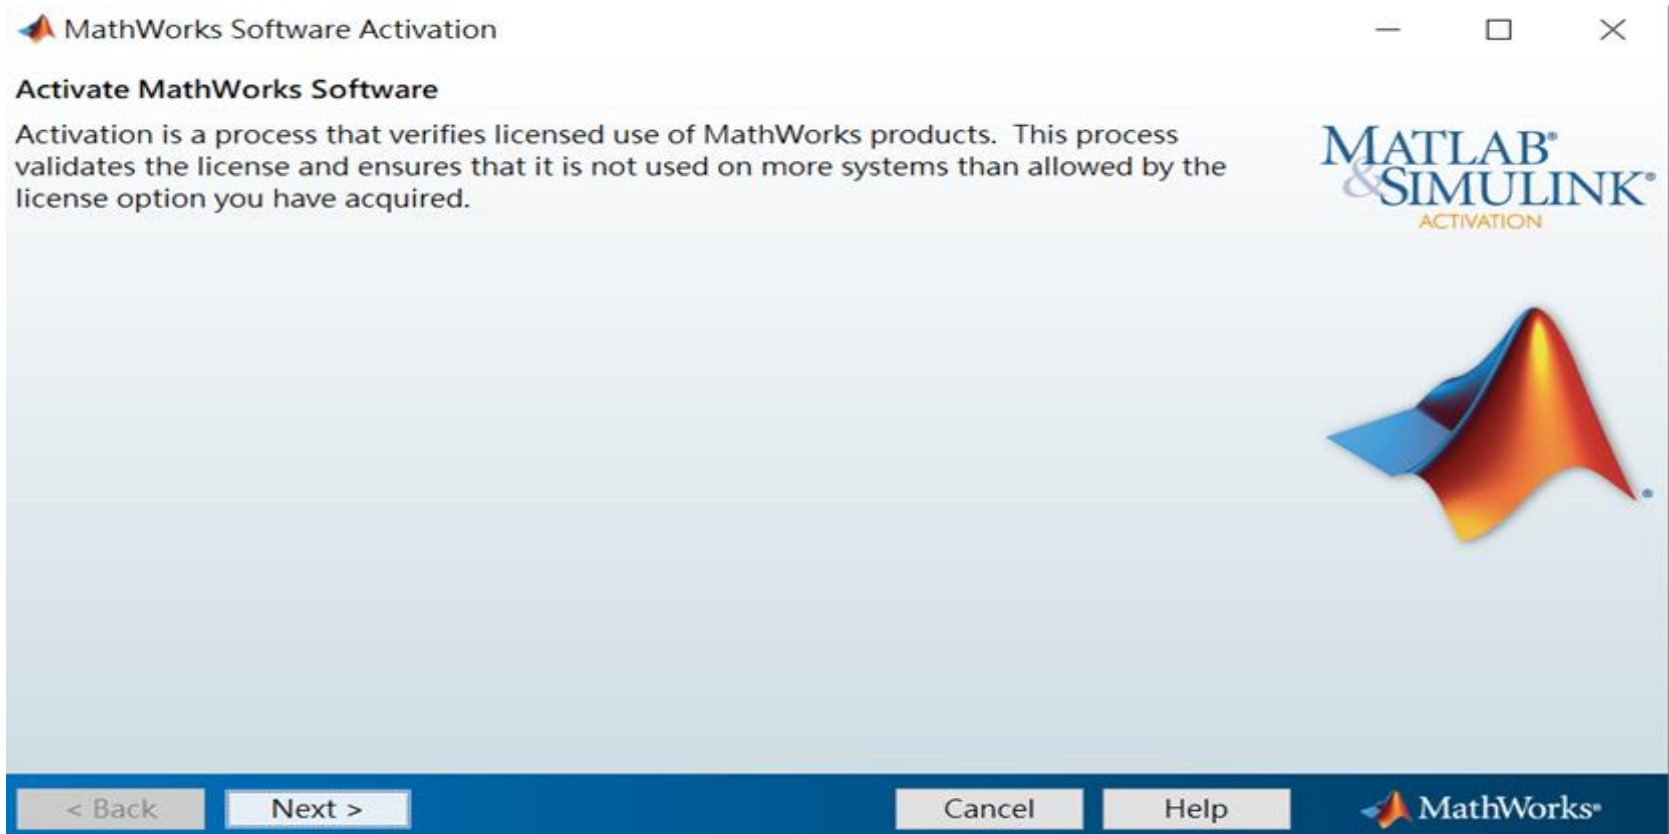 MathWorks Software Activation
Activate MathWorks Software
Activation is a process that verifies licensed use of MathWorks products. This process
validates the license and ensures that it is not used on more systems than allowed by the
license option you have acquired.
MATLAB®
&SIMULINK®
ACTIVATION
®
< Back
Next >
Cancel
Help
MathWorks®